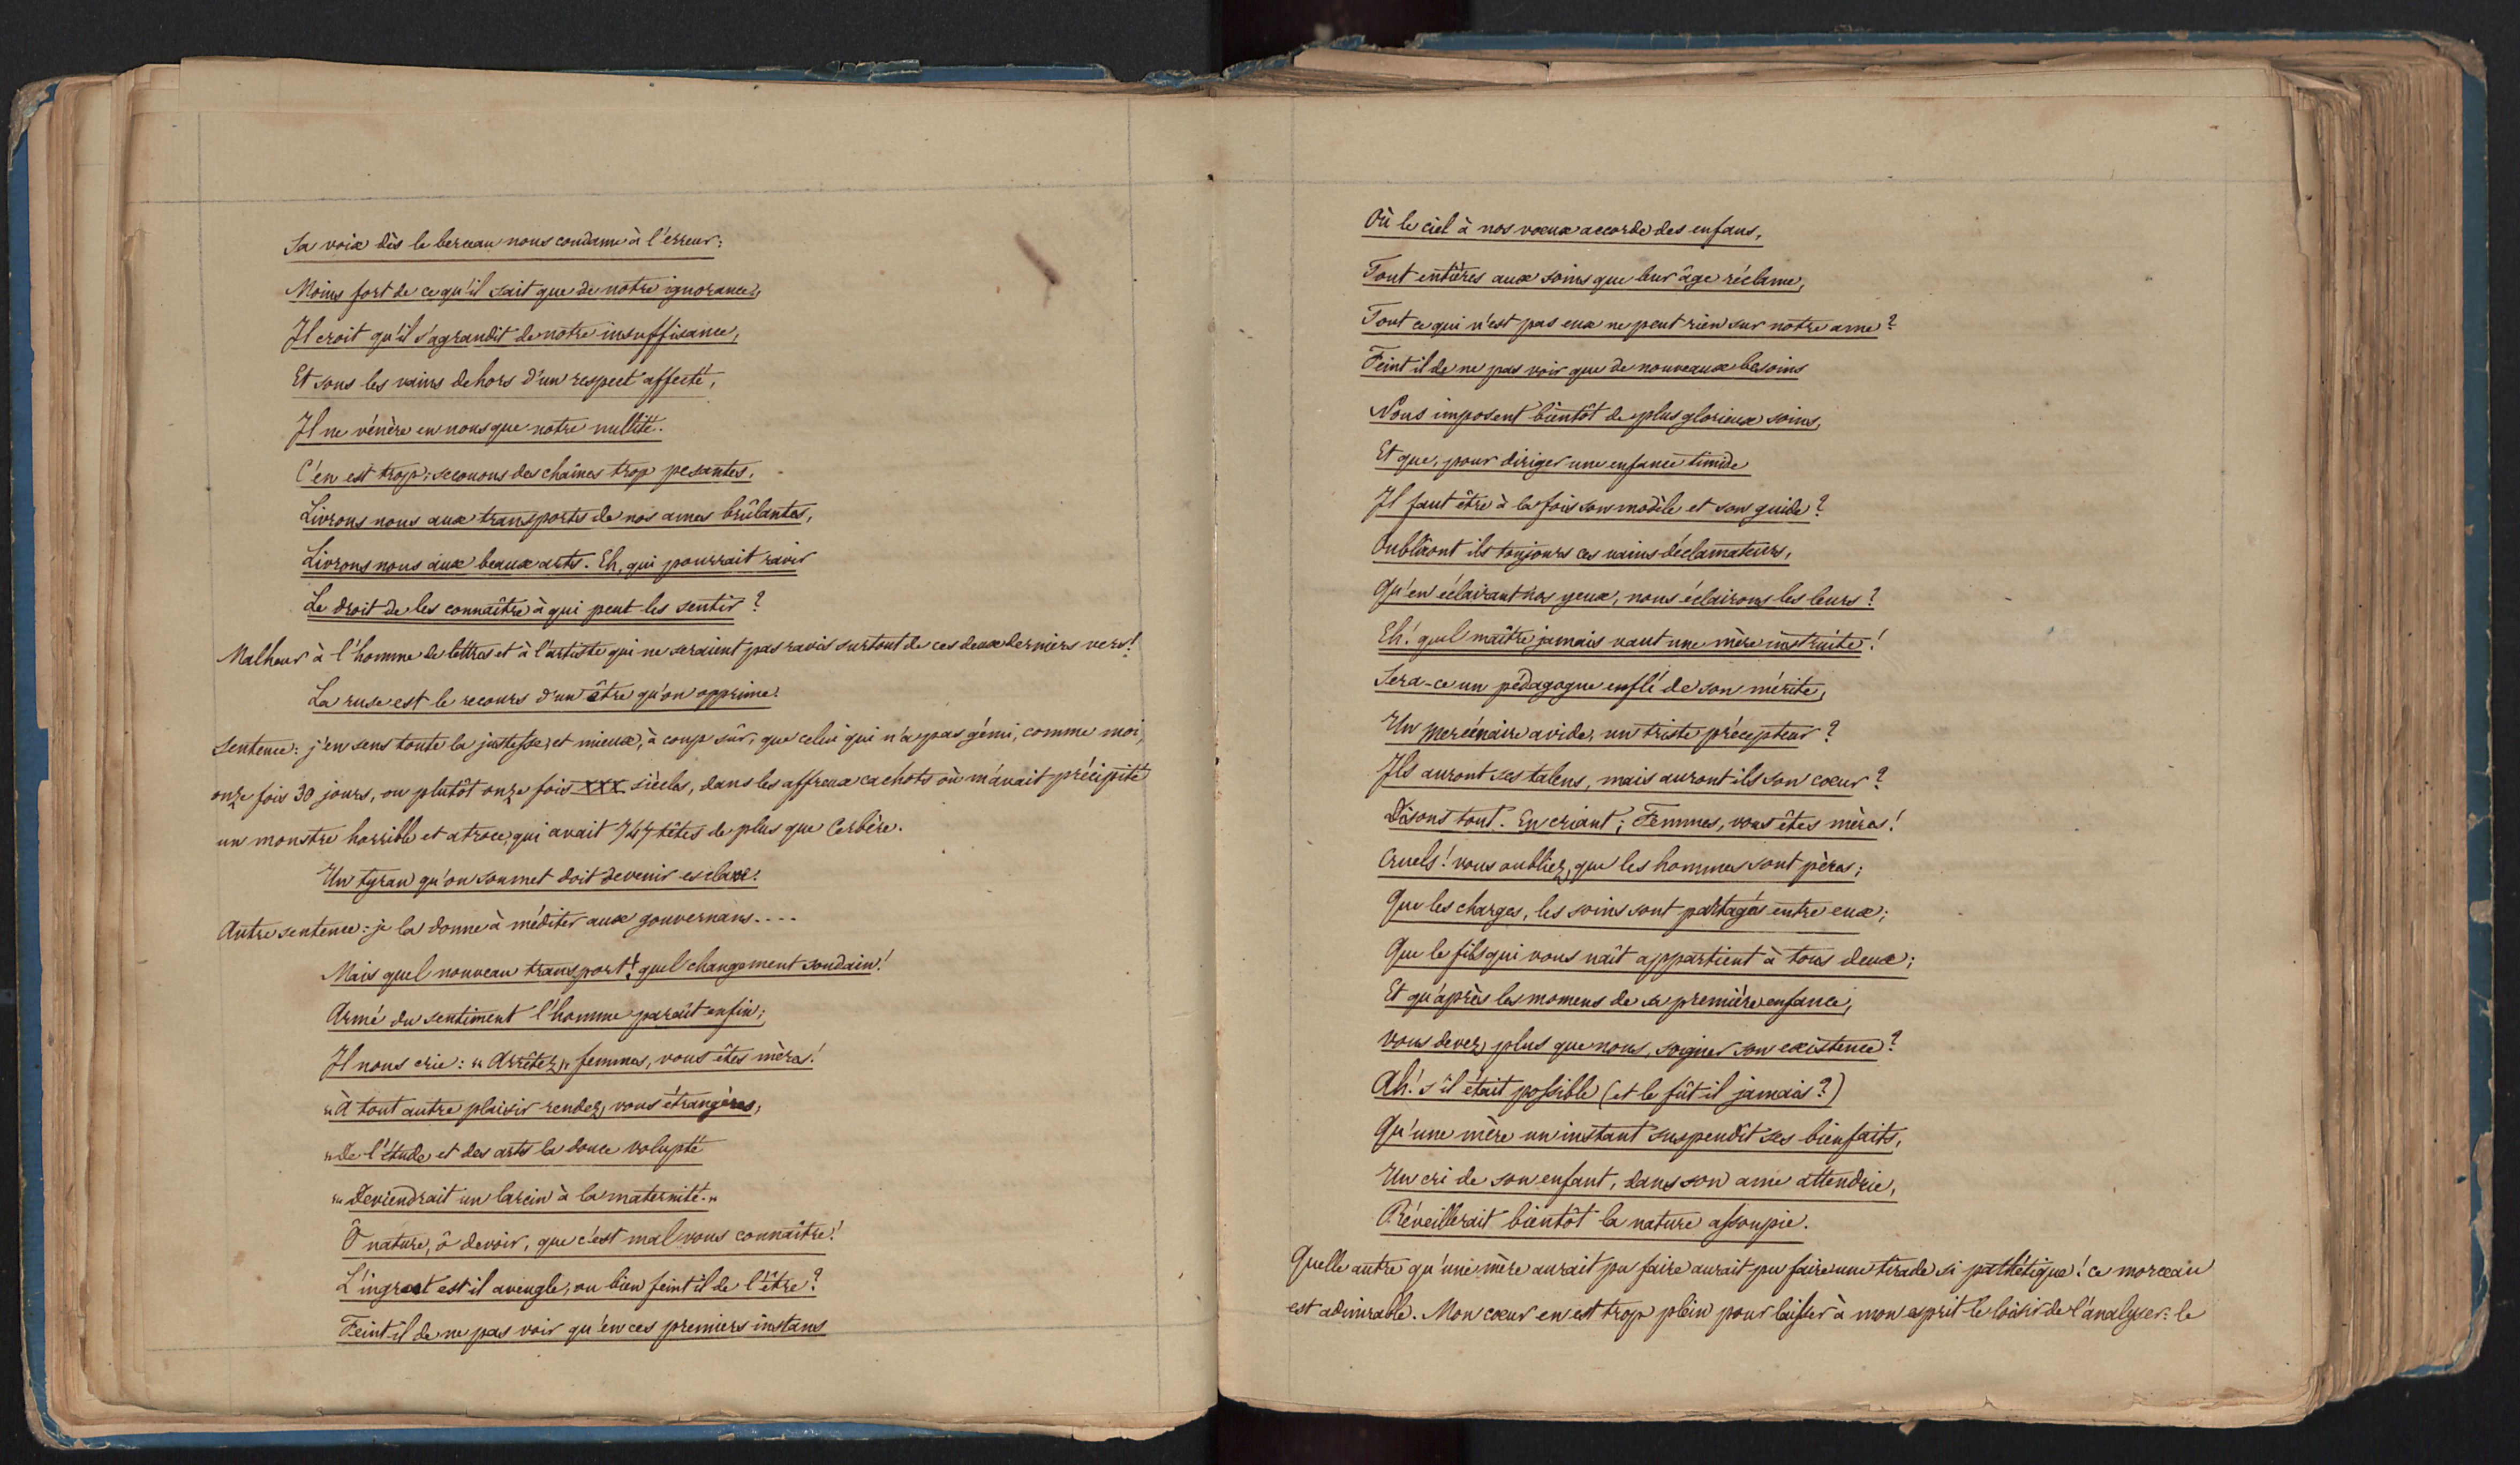 Sa voix dès le berceau nous condamne à l'erreur:
Moins fort de ce qu'il sait que de notre ignorance,
Il croit qu'il s'agrandit de notre insuffisance,
Et sous les vains dehors d'un respect affecté,
Il ne vénère en nous que notre nullité.
C'en est trop: secouons des chaînes trop pesantes,
Livrons nous aux transports de nos ames brûlantes,
Livrons nous aux beaux arts. Eh, qui pourrait ravir
Le droit de les connaître à qui peut les sentir?
Malheur à l'homme de lettres et à l'artiste qui ne seraient pas ravis surtout de ces deux derniers vers!
La ruse est le recours d'un être qu'on opprime.
Sentence: j'en sens toute la justesse, et mieux, à coup sûr, que celui qui n'a pas gémi, comme moi,
onze fois 30 jours, ou plutôt onze fois XXX siècles, dans les affreux cachots où m'avait précipité
un monstre horrible et atroce, qui avait 747 têtes de plus que Cerbère.
Un tyran qu'on soumet doit devenir esclave.
Autre sentence: je la donne à méditer aux gouvernans....
Mais quel nouveau transport! quel changement soudain!
Armé du sentiment l'homme paraît enfin;
Il nous crie: "Arrêtez, femmes, vous êtes mères!
"À tout autre plaisir rendez vous étrangères,
"De l'étude et des arts la douce volupté
"Deviendrait un larcin à la maternité."
Ô nature, ô devoir, que c'est mal vous connaître!
L'ingrat est il aveugle, ou bien feint il de l'être?
Feint il de ne pas voir qu'en ces premiers instans
Où le ciel à nos voeux accorde des enfans,
Tout entières aux soins que leur âge réclame,
Tout ce qui n'est pas eux ne peut rien sur notre ame?
Feint il de ne pas voir que de nouveaux besoins
Nous imposent bientôt de plus glorieux soins,
Et que, pour diriger une enfance timide
Il faut être à la fois son modèle et son guide?
Oublieront ils toujours ces vains déclamateurs,
Qu'en éclairant nos yeux, nous éclairons les leurs?
Eh! quel maître jamais vaut une mère instruite!
Sera-ce un pédagogue enflé de son mérite,
Un mercénaire avide, un triste précepteur?
Ils auront ses talens, mais auront ils son coeur?
Disons tout. En criant; Femmes, vous êtes mères!
Cruels! vous oubliez, que les hommes sont pères;
Que les charges, les soins sont partagés entre eux;
Que le fils qui vous naît appartient à tous deux;
Et qu'après les momens de sa première enfance,
Vous devez, plus que nous, soigner son existence?
Ah! s'il était possible (et le fût il jamais?)
Qu'une mère un instant suspendît ses bienfaits,
Un cri de son enfant, dans son ame attendrie,
Réveillerait bientôt la nature assoupie.
Quelle autre qu'une mère aurait pu faire aurait pu faire une tirade si pathétique! ce morceau
est admirable. Mon coeur en est trop plein pour laisser à mon esprit le loisir de l'analyser: le